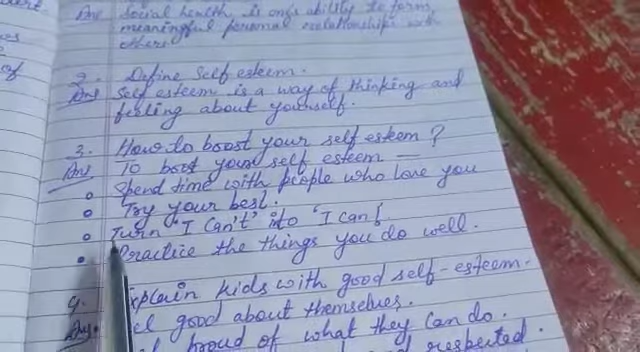 Ans Social health is one's ability to form
meaningful personal relationships with
others.
2. Define Self esteem.
Ans Self esteem is a way of thinking and
feeling about yourself.
3. How to boost your self esteem?
Ans To bost your self esteem —
Spend time with people who love you
Try your best.
Turn 'I Can't' ito 'I can!
Practice the things you do well.
4. Explain kids with good self-esteem.
Ans. good about themselves.
proud of what they can do.
respected.